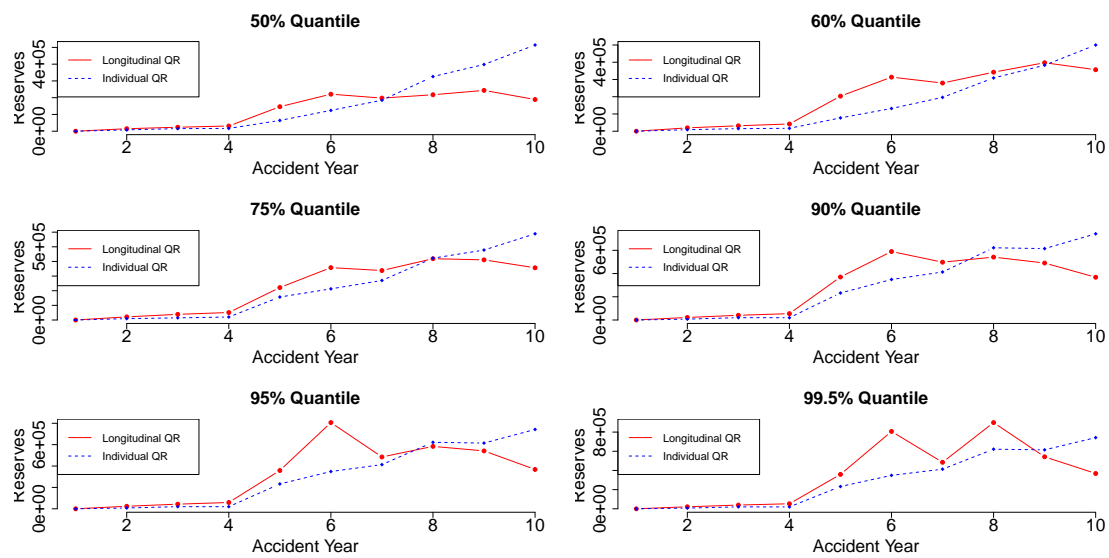 50% Quantile
Reserves
0e+00 4e+05
Longitudinal QR
Individual QR
2 4 6 8 10
Accident Year
60% Quantile
Reserves
0e+00 4e+05
Longitudinal QR
Individual QR
2 4 6 8 10
Accident Year
75% Quantile
Reserves
0e+00 5e+05
Longitudinal QR
Individual QR
2 4 6 8 10
Accident Year
90% Quantile
Reserves
0e+00 6e+05
Longitudinal QR
Individual QR
2 4 6 8 10
Accident Year
95% Quantile
Reserves
0e+00 6e+05
Longitudinal QR
Individual QR
2 4 6 8 10
Accident Year
99.5% Quantile
Reserves
0e+00 8e+05
Longitudinal QR
Individual QR
2 4 6 8 10
Accident Year